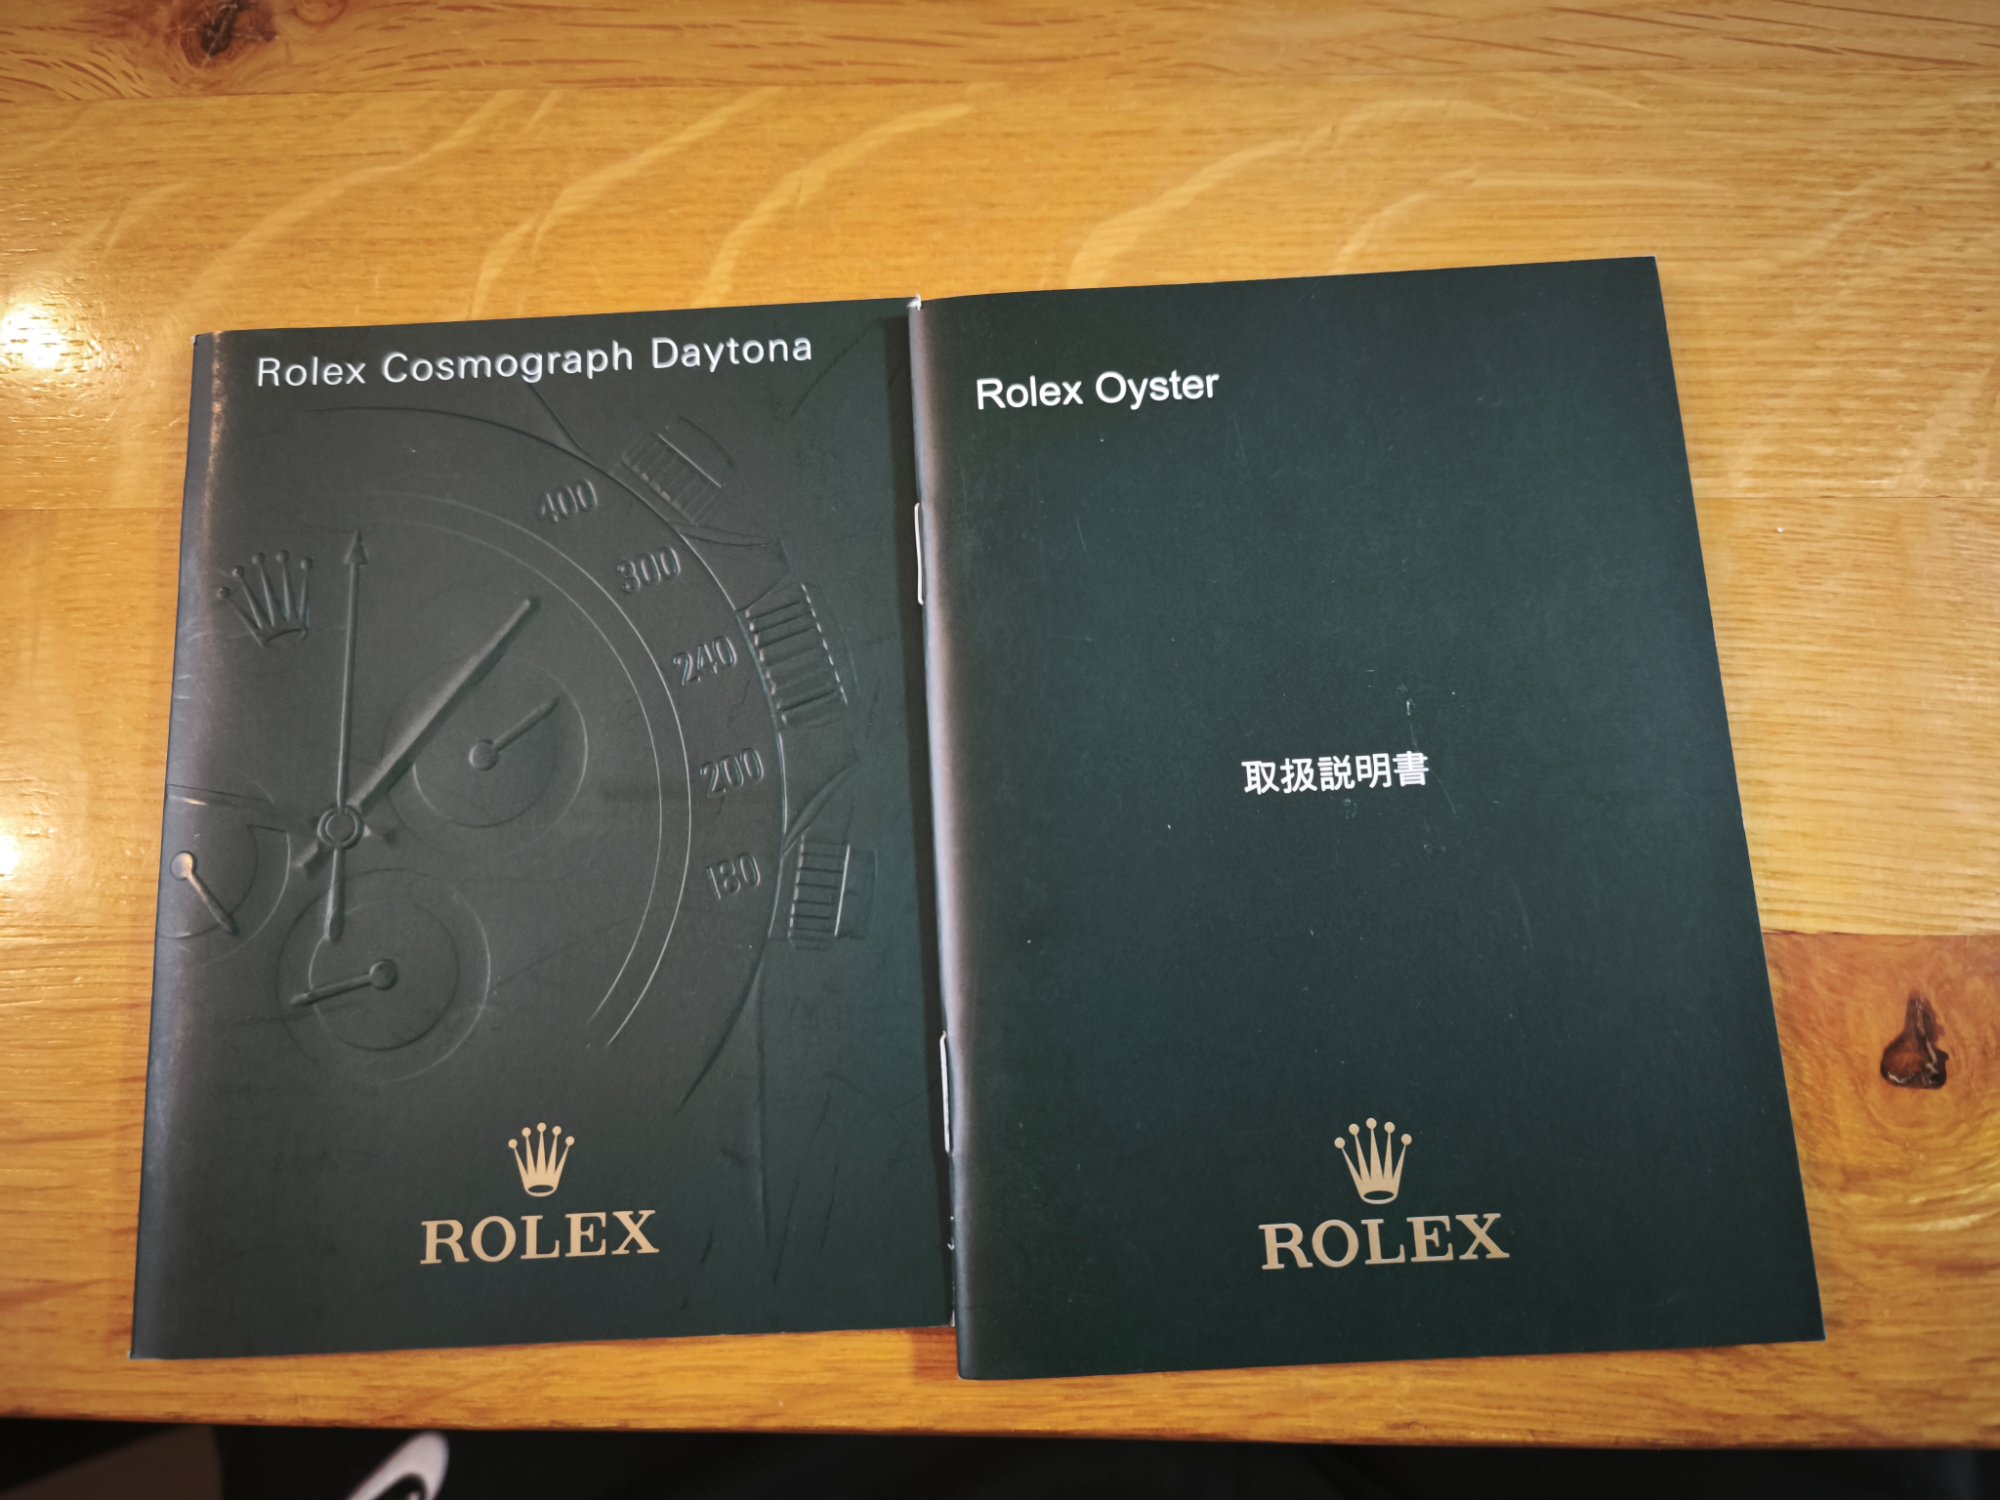 Rolex Cosmograph Daytona
400
300
240
200
180
ROLEX
Rolex Oyster
取扱説明書
ROLEX